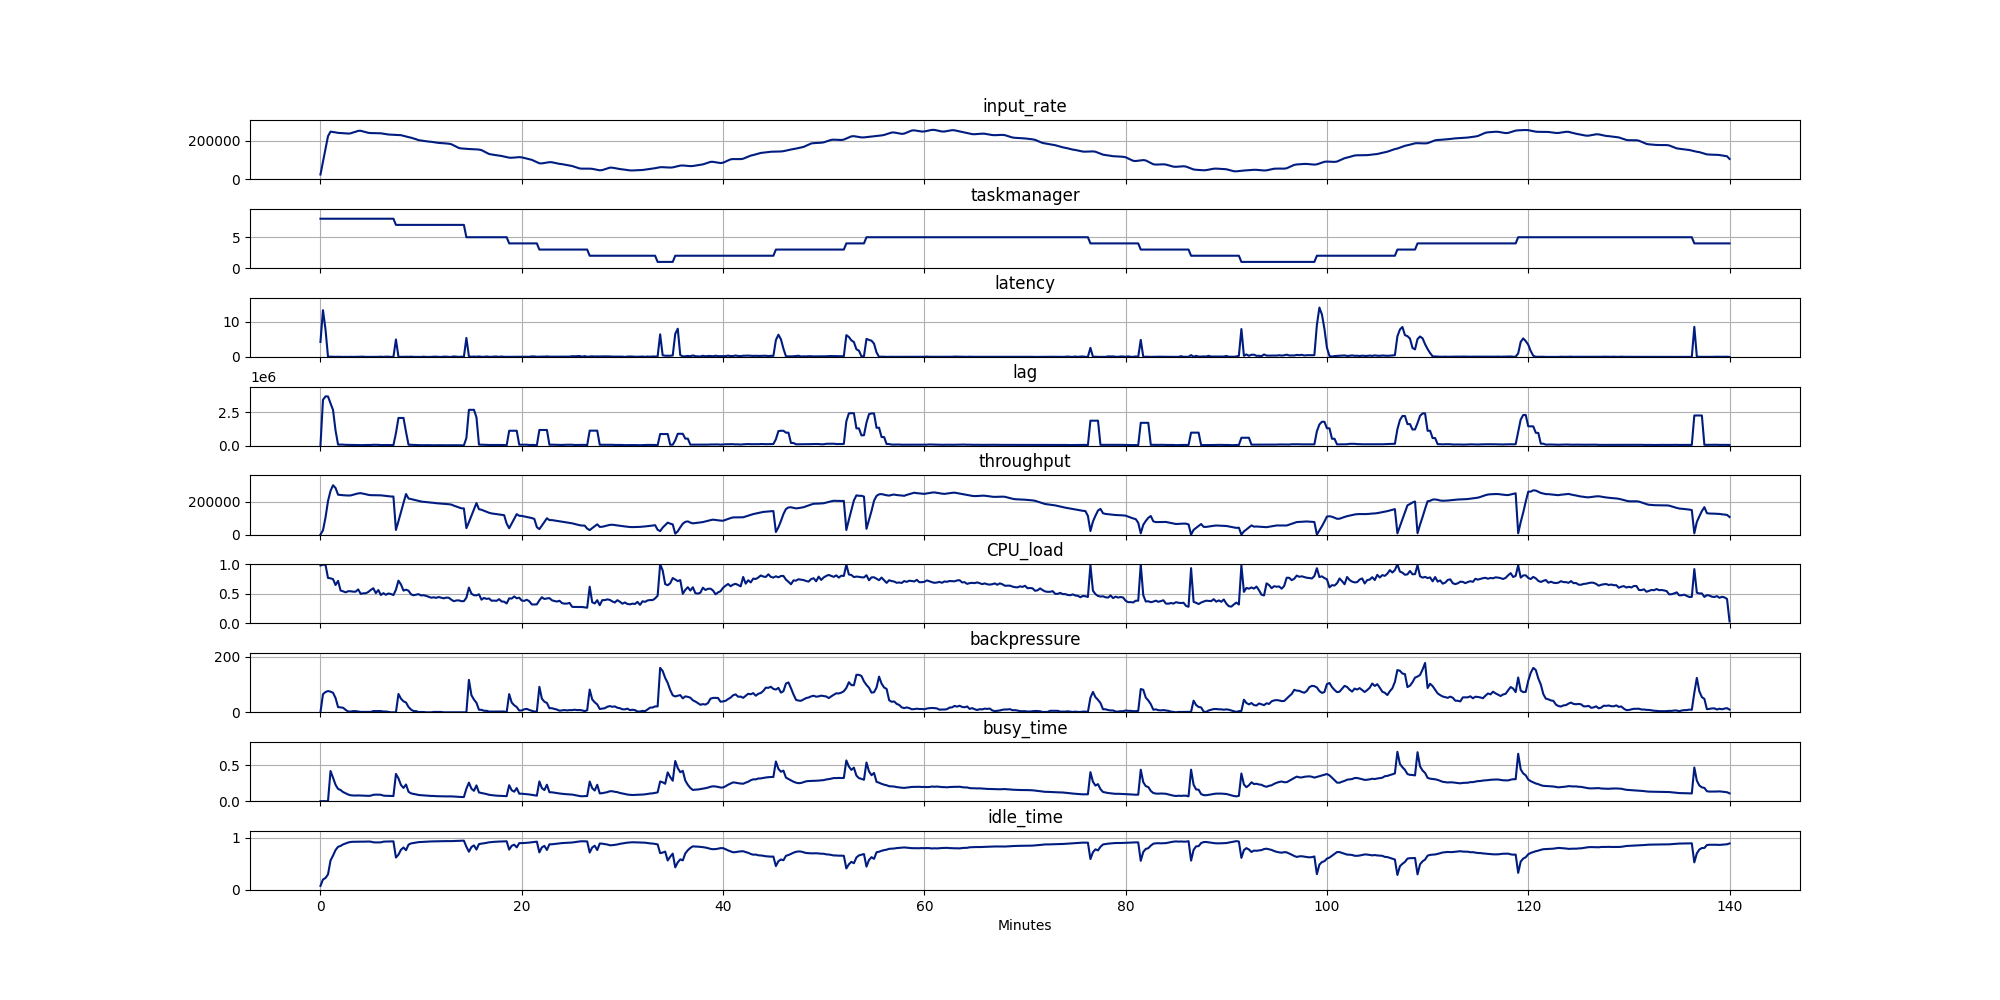 input_rate
200000
0
taskmanager
5
0
latency
10
0
1e6
lag
2.5
0.0
throughput
200000
0
CPU_load
1.0
0.5
0.0
backpressure
200
0
busy_time
0.5
0.0
idle_time
1
0
0 20 40 60 80 100 120 140
Minutes